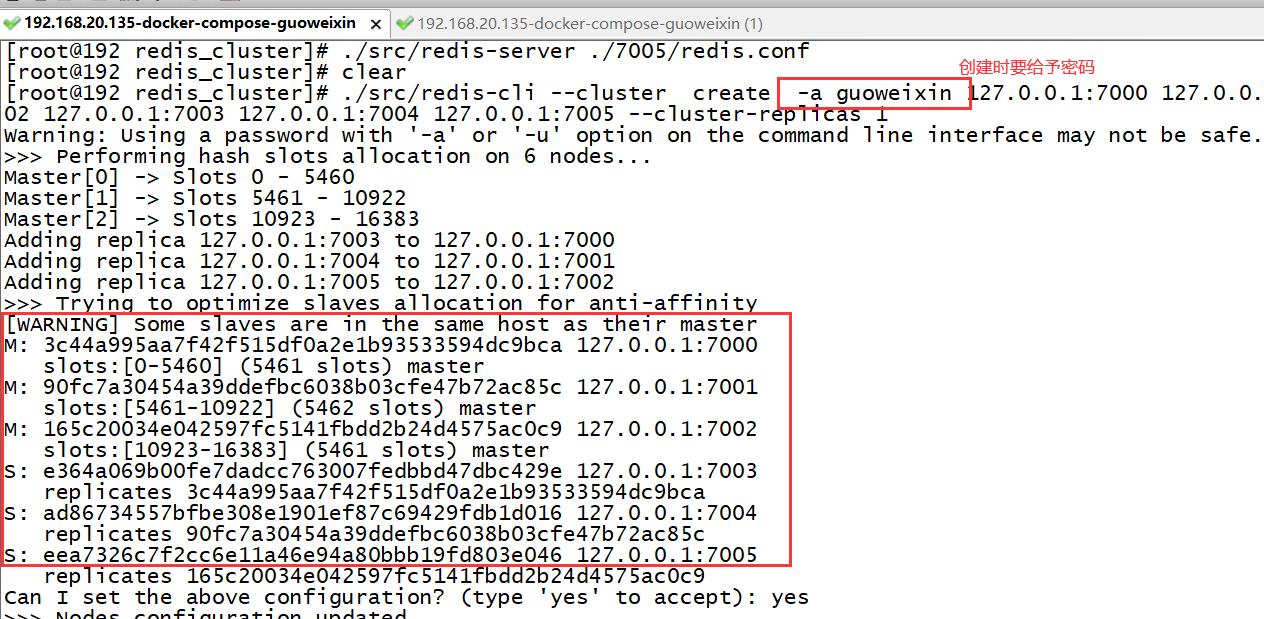 192.168.20.135-docker-compose-guoweixin × 192.168.20.135-docker-compose-guoweixin (1)
[root@192 redis_cluster]# ./src/redis-server ./7005/redis.conf
[root@192 redis_cluster]# clear
创建时要给予密码
[root@192 redis_cluster]# ./src/redis-cli --cluster  create  -a guoweixin 127.0.0.1:7000 127.0.0.
02 127.0.0.1:7003 127.0.0.1:7004 127.0.0.1:7005 --cluster-replicas 1
Warning: Using a password with '-a' or '-u' option on the command line interface may not be safe.
>>> Performing hash slots allocation on 6 nodes...
Master[0] -> Slots 0 - 5460
Master[1] -> Slots 5461 - 10922
Master[2] -> Slots 10923 - 16383
Adding replica 127.0.0.1:7003 to 127.0.0.1:7000
Adding replica 127.0.0.1:7004 to 127.0.0.1:7001
Adding replica 127.0.0.1:7005 to 127.0.0.1:7002
>>> Trying to optimize slaves allocation for anti-affinity
[WARNING] Some slaves are in the same host as their master
M: 3c44a995aa7f42f515df0a2e1b93533594dc9bca 127.0.0.1:7000
   slots:[0-5460] (5461 slots) master
M: 90fc7a30454a39ddefbc6038b03cfe47b72ac85c 127.0.0.1:7001
   slots:[5461-10922] (5462 slots) master
M: 165c20034e042597fc5141fbdd2b24d4575ac0c9 127.0.0.1:7002
   slots:[10923-16383] (5461 slots) master
S: e364a069b00fe7dadcc763007fedbbd47dbc429e 127.0.0.1:7003
   replicates 3c44a995aa7f42f515df0a2e1b93533594dc9bca
S: ad86734557bfbe308e1901ef87c69429fdb1d016 127.0.0.1:7004
   replicates 90fc7a30454a39ddefbc6038b03cfe47b72ac85c
S: eea7326c7f2cc6e11a46e94a80bbb19fd803e046 127.0.0.1:7005
   replicates 165c20034e042597fc5141fbdd2b24d4575ac0c9
Can I set the above configuration? (type 'yes' to accept): yes
>>> Nodes configuration updated